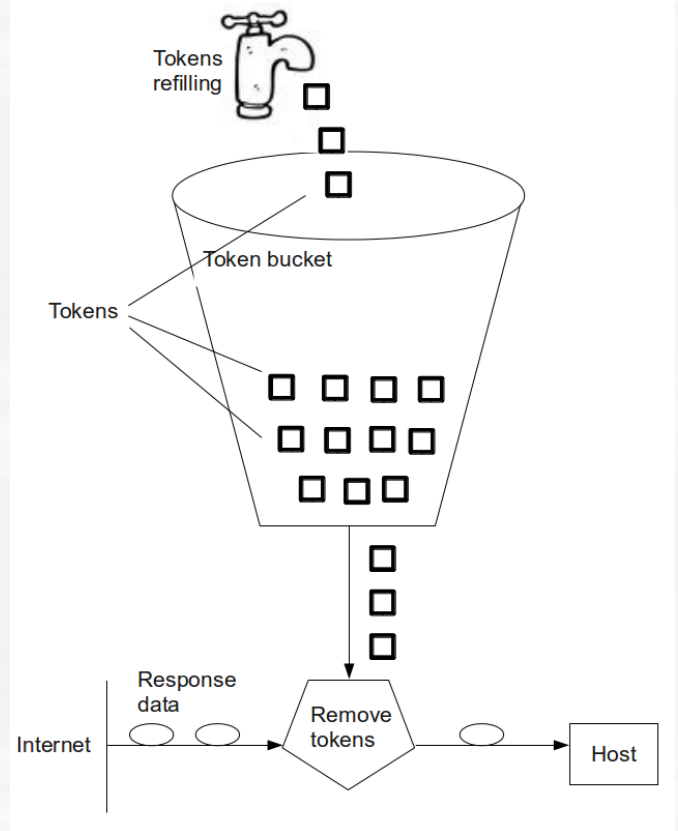 Tokens
refilling
Token bucket
Tokens
Response
data
Internet
Remove
tokens
Host